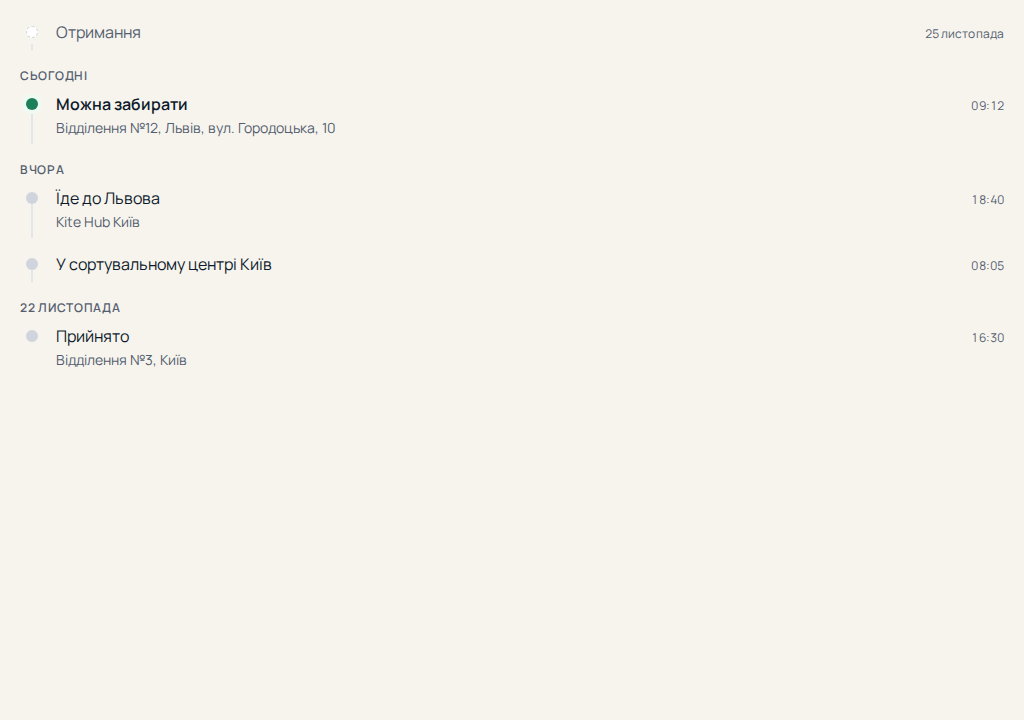 Отримання 25 листопада
СЬОГОДНІ
Можна забирати 09:12
Відділення №12, Львів, вул. Городоцька, 10
ВЧОРА
Їде до Львова 18:40
Kite Hub Київ
У сортувальному центрі Київ 08:05
22 ЛИСТОПАДА
Прийнято 16:30
Відділення №3, Київ